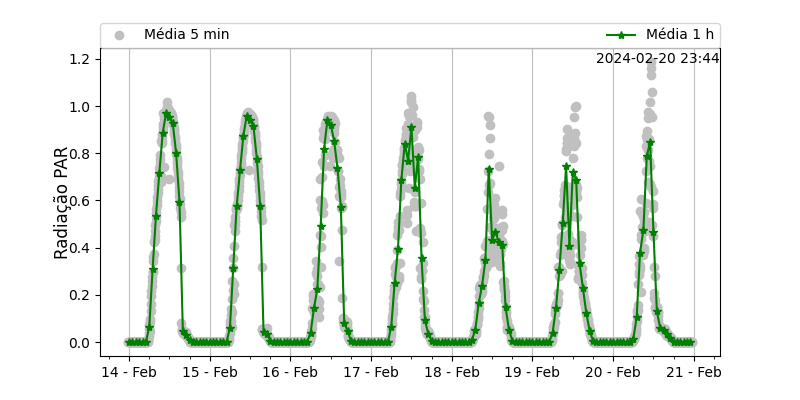 Média 5 min
Média 1 h
2024-02-20 23:44
Radiação PAR
1.2
1.0
0.8
0.6
0.4
0.2
0.0
14 - Feb
15 - Feb
16 - Feb
17 - Feb
18 - Feb
19 - Feb
20 - Feb
21 - Feb